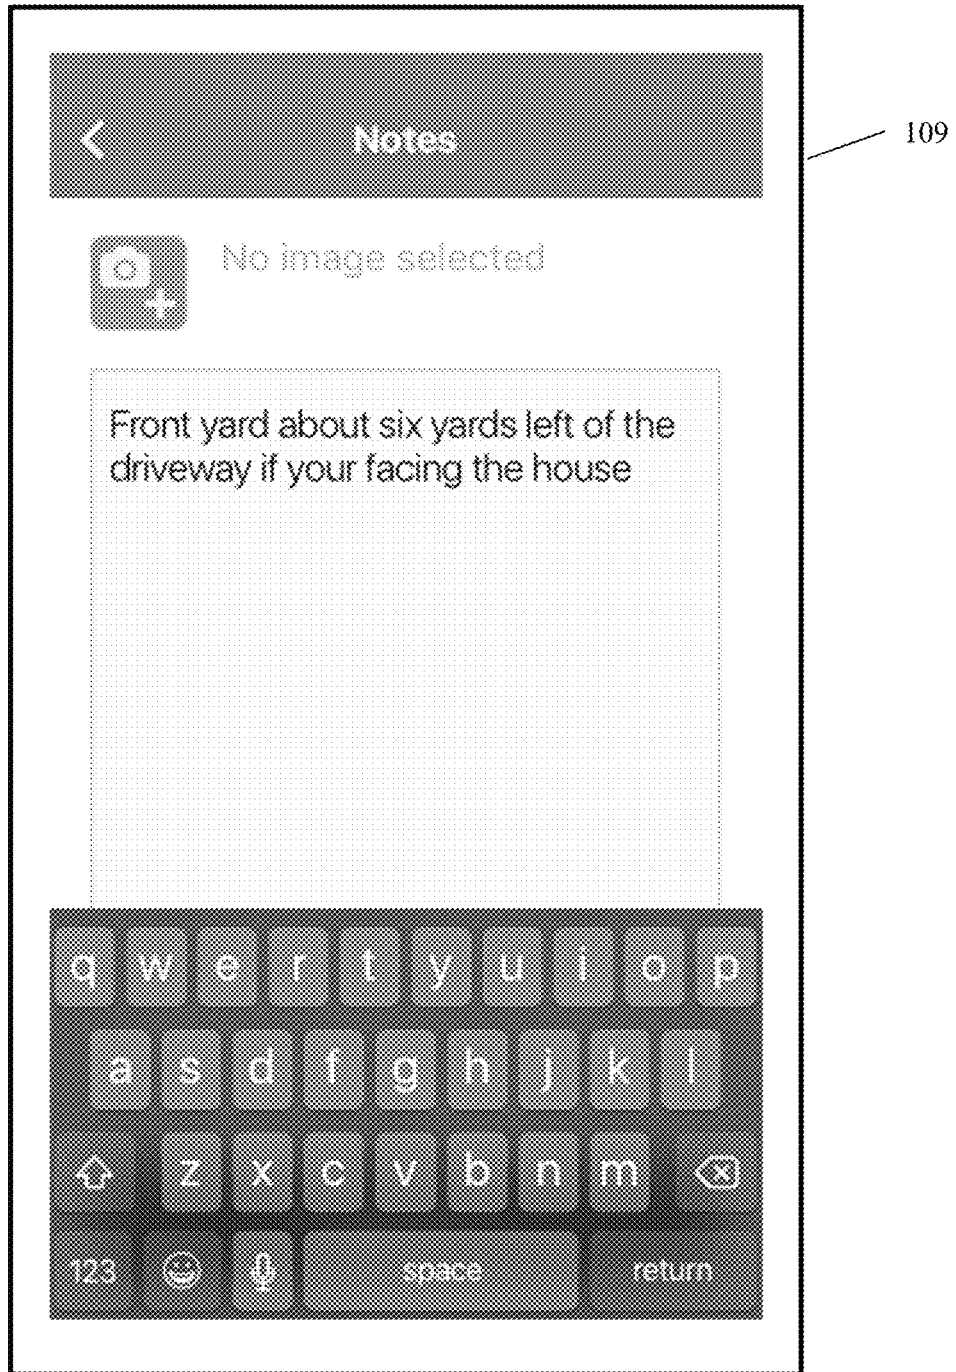 Notes
109
No image selected
Front yard about six yards left of the
driveway if your facing the house
q w e r t y u i o p
a s d f g h j k l
z x c v b n m
123 space return